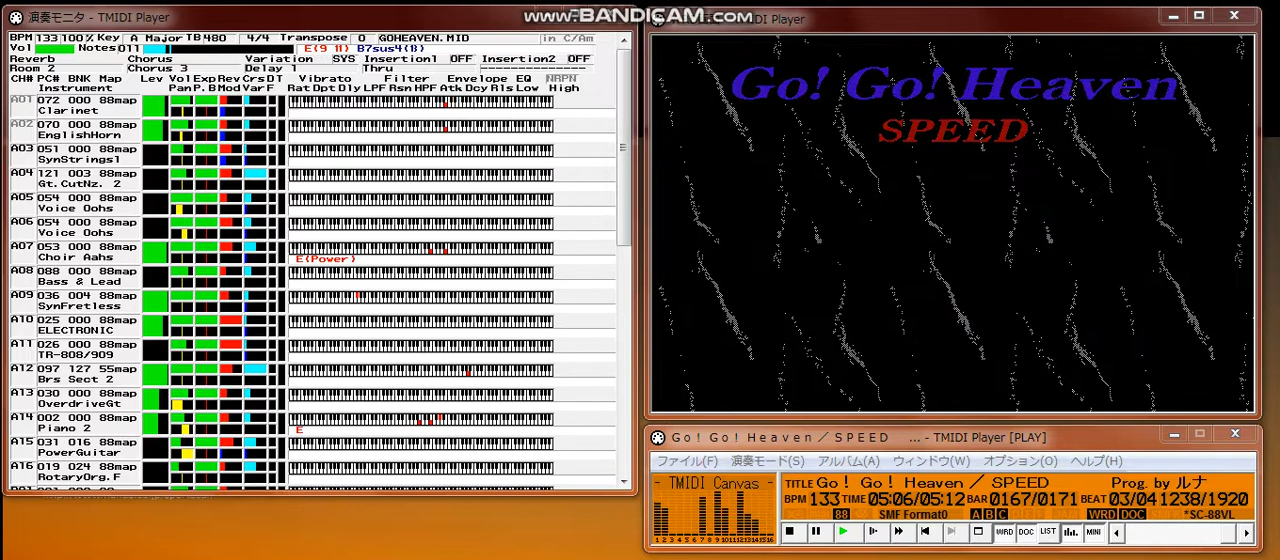 演奏モニタ - TMIDI Player
www.BANDICAM.com
TMIDI Player
BPM 133 100% Key A Major TB 480 4/4 Transpose 0 GOHEAVEN.MID in C/Am
Vol Notes 011 E(9 11) B7sus4(13)
Reverb Chorus Variation SYS Insertion1 OFF Insertion2 OFF
Room 2 Chorus 3 Delay 1 Thru
CH# PC# BNK Map Lev Vol Exp Rev Crs DT Vibrato Filter Envelope EQ NRPN
Instrument Pan P.B Mod Var F Rat Dpt Dly LPF Rsn HPF Atk Dcy Rls Low High
A01 072 000 88map
Clarinet
A02 070 000 88map
EnglishHorn
A03 051 000 88map
SynStrings1
A04 121 003 88map
Gt.CutNz. 2
A05 054 000 88map
Voice Oohs
A06 054 000 88map
Voice Oohs
A07 053 000 88map
Choir Aahs E(Power)
A08 088 000 88map
Bass & Lead
A09 036 004 88map
SynFretless
A10 025 000 88map
ELECTRONIC
A11 026 000 88map
TR-808/909
A12 097 127 55map
Brs Sect 2
A13 030 000 88map
OverdriveGt
A14 002 000 88map
Piano 2 E
A15 031 016 88map
PowerGuitar
A16 019 024 88map
RotaryOrg.F
Go! Go! Heaven
SPEED
Go! Go! Heaven／SPEED ... - TMIDI Player [PLAY]
ファイル(F) 演奏モード(S) アルバム(A) ウィンドウ(W) オプション(O) ヘルプ(H)
- TMIDI Canvas -
1 2 3 4 5 6 7 8 9 10 11 12 13 14 15 16
TITLE Go! Go! Heaven／SPEED Prog. by ルナ
BPM 133 TIME 05:06/05:12 BAR 0167/0171 BEAT 03/04 1238/1920
88 SMF Format0 A B C WRD DOC *SC-88VL
WRD DOC LIST MINI